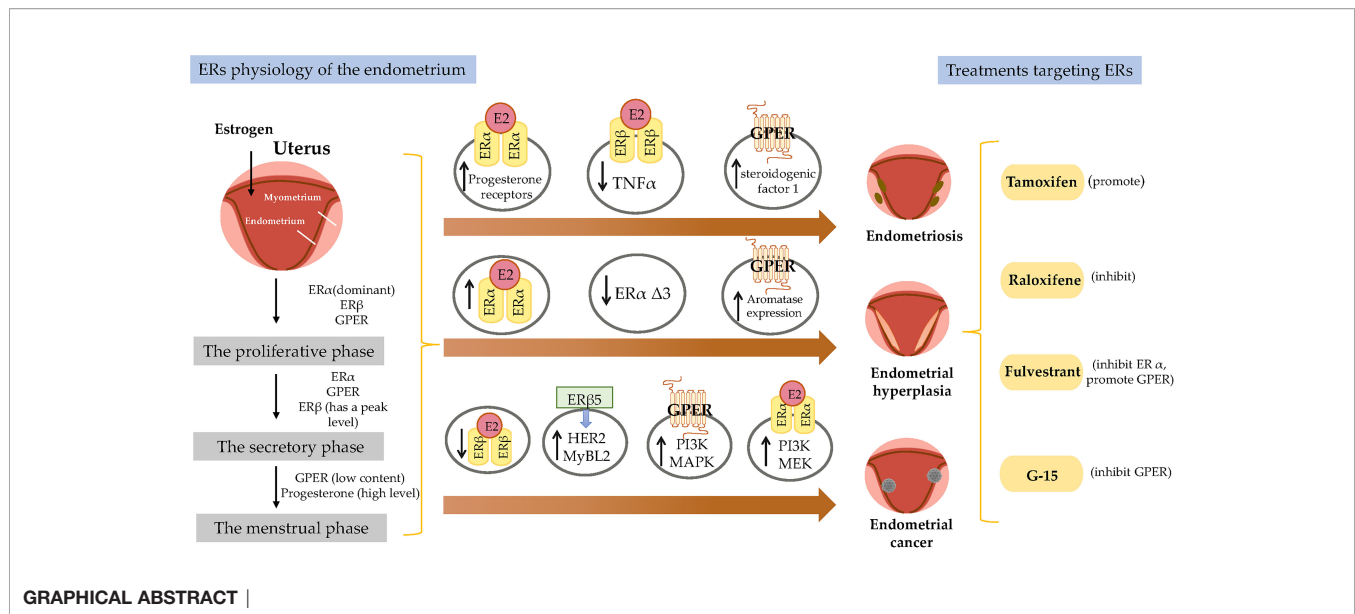 ERs physiology of the endometrium
Estrogen
Uterus
Myometrium
Endometrium
ERα(dominant)
ERβ
GPER
The proliferative phase
ERα
GPER
ERβ (has a peak
level)
The secretory phase
GPER (low content)
Progesterone (high level)
The menstrual phase
E2
ERα
ERα
Progesterone
receptors
E2
ERβ
ERβ
TNFα
GPER
steroidogenic
factor 1
E2
ERα
ERα
ERα Δ3
GPER
Aromatase
expression
E2
ERβ
ERβ
ERβ5
HER2
MyBL2
GPER
PI3K
MAPK
E2
ERα
ERα
PI3K
MEK
Endometriosis
Endometrial
hyperplasia
Endometrial
cancer
Treatments targeting ERs
Tamoxifen (promote)
Raloxifene (inhibit)
Fulvestrant (inhibit ER α,
promote GPER)
G-15 (inhibit GPER)
GRAPHICAL ABSTRACT |